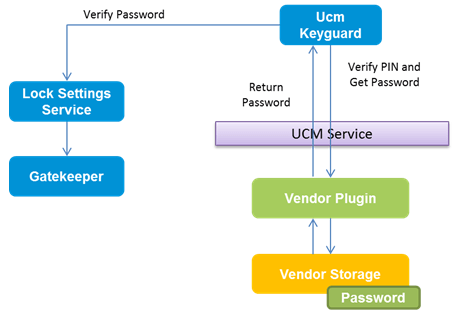 Verify Password
Ucm
Keyguard
Verify PIN and
Get Password
Return
Password
Lock Settings
Service
UCM Service
Gatekeeper
Vendor Plugin
Vendor Storage
Password